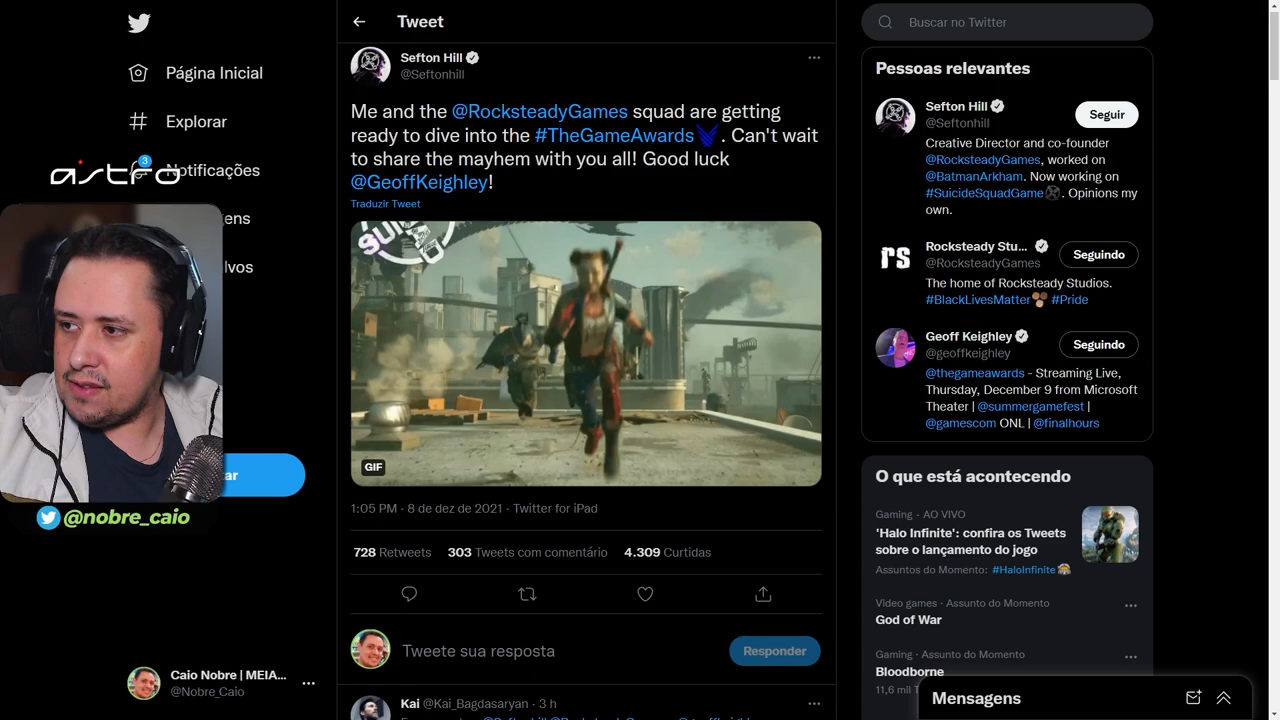 Tweet
Buscar no Twitter
Página Inicial
Explorar
3
Notificações
astro
ens
lvos
ar
@nobre_caio
Caio Nobre | MEIA...
@Nobre_Caio
Sefton Hill
@Seftonhill
Me and the @RocksteadyGames squad are getting
ready to dive into the #TheGameAwards. Can't wait
to share the mayhem with you all! Good luck
@GeoffKeighley!
Traduzir Tweet
GIF
1:05 PM · 8 de dez de 2021 · Twitter for iPad
728 Retweets 303 Tweets com comentário 4.309 Curtidas
Tweete sua resposta
Responder
Kai @Kai_Bagdasaryan · 3 h
Pessoas relevantes
Sefton Hill
@Seftonhill
Seguir
Creative Director and co-founder
@RocksteadyGames, worked on
@BatmanArkham. Now working on
#SuicideSquadGame. Opinions my
own.
rs
Rocksteady Stu...
@RocksteadyGames
Seguindo
The home of Rocksteady Studios.
#BlackLivesMatter #Pride
Geoff Keighley
@geoffkeighley
Seguindo
@thegameawards - Streaming Live,
Thursday, December 9 from Microsoft
Theater | @summergamefest |
@gamescom ONL | @finalhours
O que está acontecendo
Gaming · AO VIVO
'Halo Infinite': confira os Tweets
sobre o lançamento do jogo
Assuntos do Momento: #HaloInfinite
Video games · Assunto do Momento
God of War
Gaming · Assunto do Momento
Bloodborne
11,6 mil
Mensagens